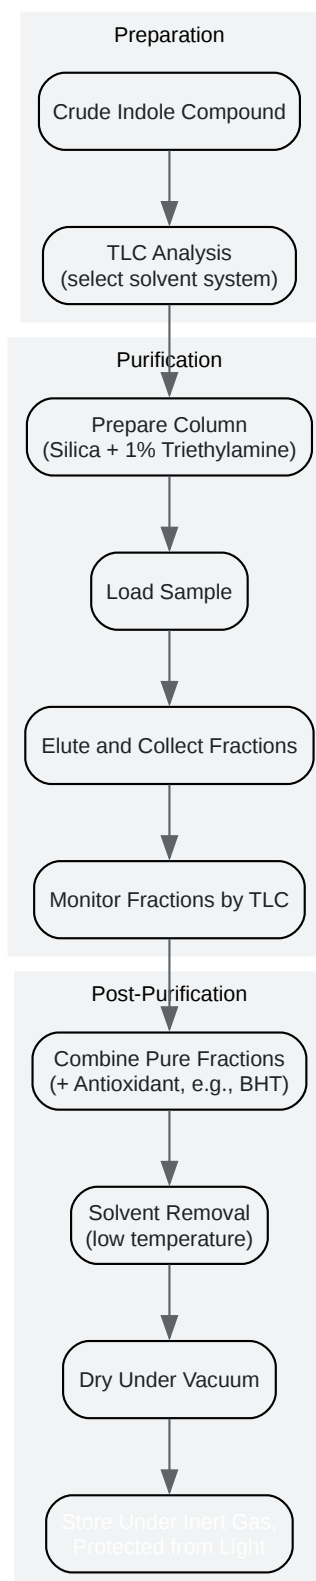 Preparation
Crude Indole Compound
TLC Analysis
(select solvent system)
Purification
Prepare Column
(Silica + 1% Triethylamine)
Load Sample
Elute and Collect Fractions
Monitor Fractions by TLC
Post-Purification
Combine Pure Fractions
(+ Antioxidant, e.g., BHT)
Solvent Removal
(low temperature)
Dry Under Vacuum
Store Under Inert Gas,
Protected from Light